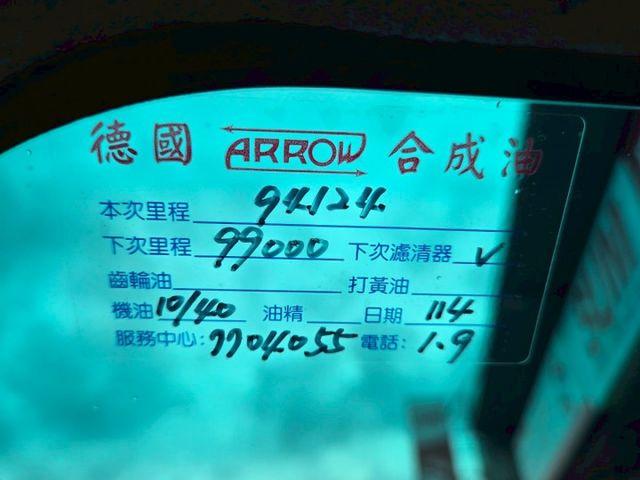 德國 ARROW 合成油
本次里程 94124
下次里程 99000 下次濾清器 V
齒輪油 打黃油
機油 10/40 油精 日期 114
服務中心: 7704055 電話: 1.9